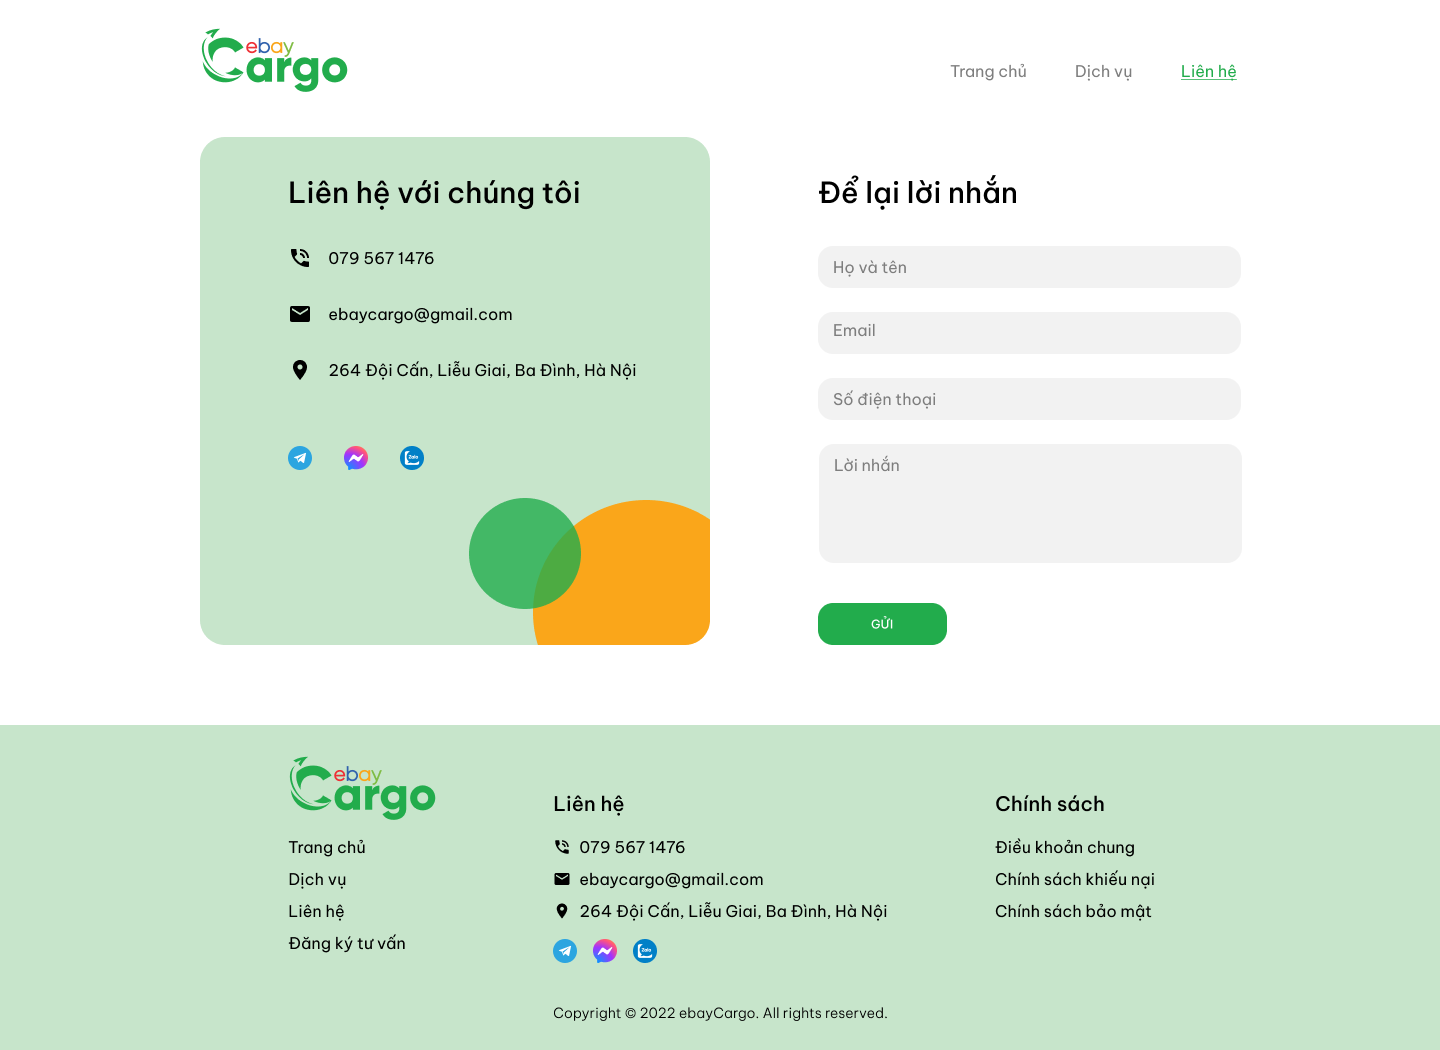 ebay
Cargo
Trang chủ
Dịch vụ
Liên hệ
Liên hệ với chúng tôi
079 567 1476
ebaycargo@gmail.com
264 Đội Cấn, Liễu Giai, Ba Đình, Hà Nội
Zalo
Để lại lời nhắn
Họ và tên
Email
Số điện thoại
Lời nhắn
GỬI
ebay
Cargo
Trang chủ
Dịch vụ
Liên hệ
Đăng ký tư vấn
Liên hệ
079 567 1476
ebaycargo@gmail.com
264 Đội Cấn, Liễu Giai, Ba Đình, Hà Nội
Zalo
Chính sách
Điều khoản chung
Chính sách khiếu nại
Chính sách bảo mật
Copyright © 2022 ebayCargo. All rights reserved.